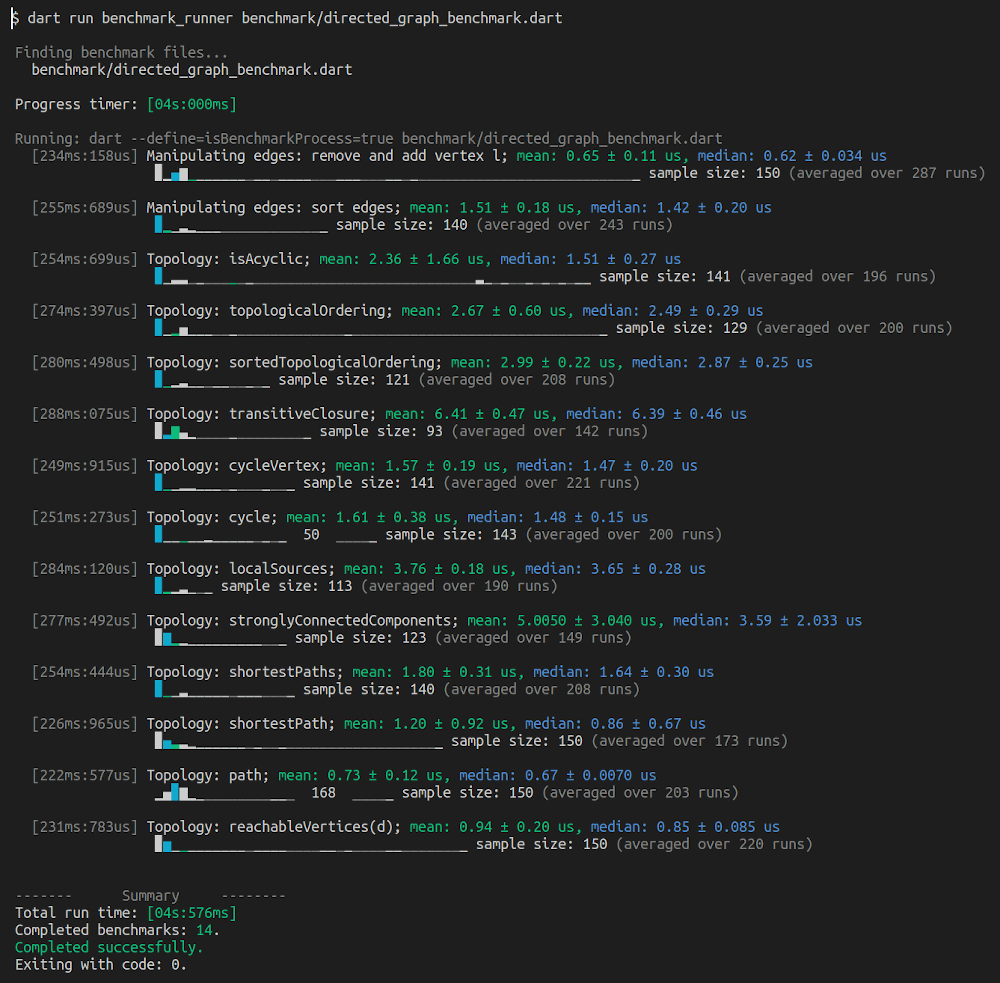 $ dart run benchmark_runner benchmark/directed_graph_benchmark.dart
Finding benchmark files...
benchmark/directed_graph_benchmark.dart
Progress timer: [04s:000ms]
Running: dart --define=isBenchmarkProcess=true benchmark/directed_graph_benchmark.dart
[234ms:158us] Manipulating edges: remove and add vertex l; mean: 0.65 ± 0.11 us, median: 0.62 ± 0.034 us
sample size: 150 (averaged over 287 runs)
[255ms:689us] Manipulating edges: sort edges; mean: 1.51 ± 0.18 us, median: 1.42 ± 0.20 us
sample size: 140 (averaged over 243 runs)
[254ms:699us] Topology: isAcyclic; mean: 2.36 ± 1.66 us, median: 1.51 ± 0.27 us
sample size: 141 (averaged over 196 runs)
[274ms:397us] Topology: topologicalOrdering; mean: 2.67 ± 0.60 us, median: 2.49 ± 0.29 us
sample size: 129 (averaged over 200 runs)
[280ms:498us] Topology: sortedTopologicalOrdering; mean: 2.99 ± 0.22 us, median: 2.87 ± 0.25 us
sample size: 121 (averaged over 208 runs)
[288ms:075us] Topology: transitiveClosure; mean: 6.41 ± 0.47 us, median: 6.39 ± 0.46 us
sample size: 93 (averaged over 142 runs)
[249ms:915us] Topology: cycleVertex; mean: 1.57 ± 0.19 us, median: 1.47 ± 0.20 us
sample size: 141 (averaged over 221 runs)
[251ms:273us] Topology: cycle; mean: 1.61 ± 0.38 us, median: 1.48 ± 0.15 us
50 sample size: 143 (averaged over 200 runs)
[284ms:120us] Topology: localSources; mean: 3.76 ± 0.18 us, median: 3.65 ± 0.28 us
sample size: 113 (averaged over 190 runs)
[277ms:492us] Topology: stronglyConnectedComponents; mean: 5.0050 ± 3.040 us, median: 3.59 ± 2.033 us
sample size: 123 (averaged over 149 runs)
[254ms:444us] Topology: shortestPaths; mean: 1.80 ± 0.31 us, median: 1.64 ± 0.30 us
sample size: 140 (averaged over 208 runs)
[226ms:965us] Topology: shortestPath; mean: 1.20 ± 0.92 us, median: 0.86 ± 0.67 us
sample size: 150 (averaged over 173 runs)
[222ms:577us] Topology: path; mean: 0.73 ± 0.12 us, median: 0.67 ± 0.0070 us
168 sample size: 150 (averaged over 203 runs)
[231ms:783us] Topology: reachableVertices(d); mean: 0.94 ± 0.20 us, median: 0.85 ± 0.085 us
sample size: 150 (averaged over 220 runs)
------- Summary --------
Total run time: [04s:576ms]
Completed benchmarks: 14.
Completed successfully.
Exiting with code: 0.